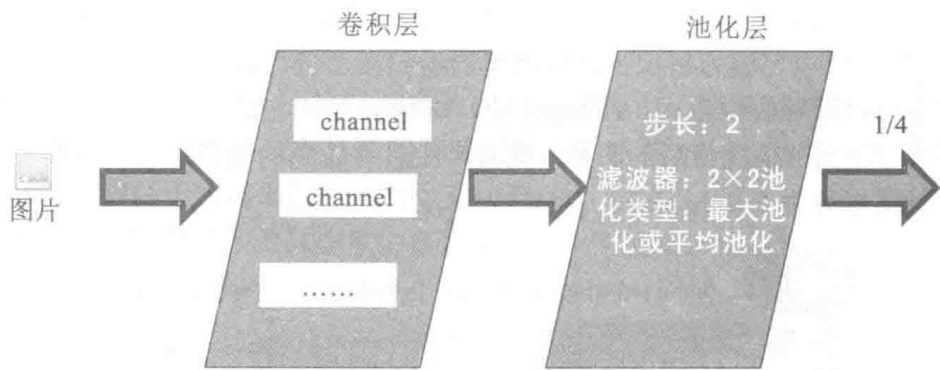 卷积层
池化层
channel
channel
……
图片
步长：2
滤波器：2×2池
化类型：最大池
化或平均池化
1/4